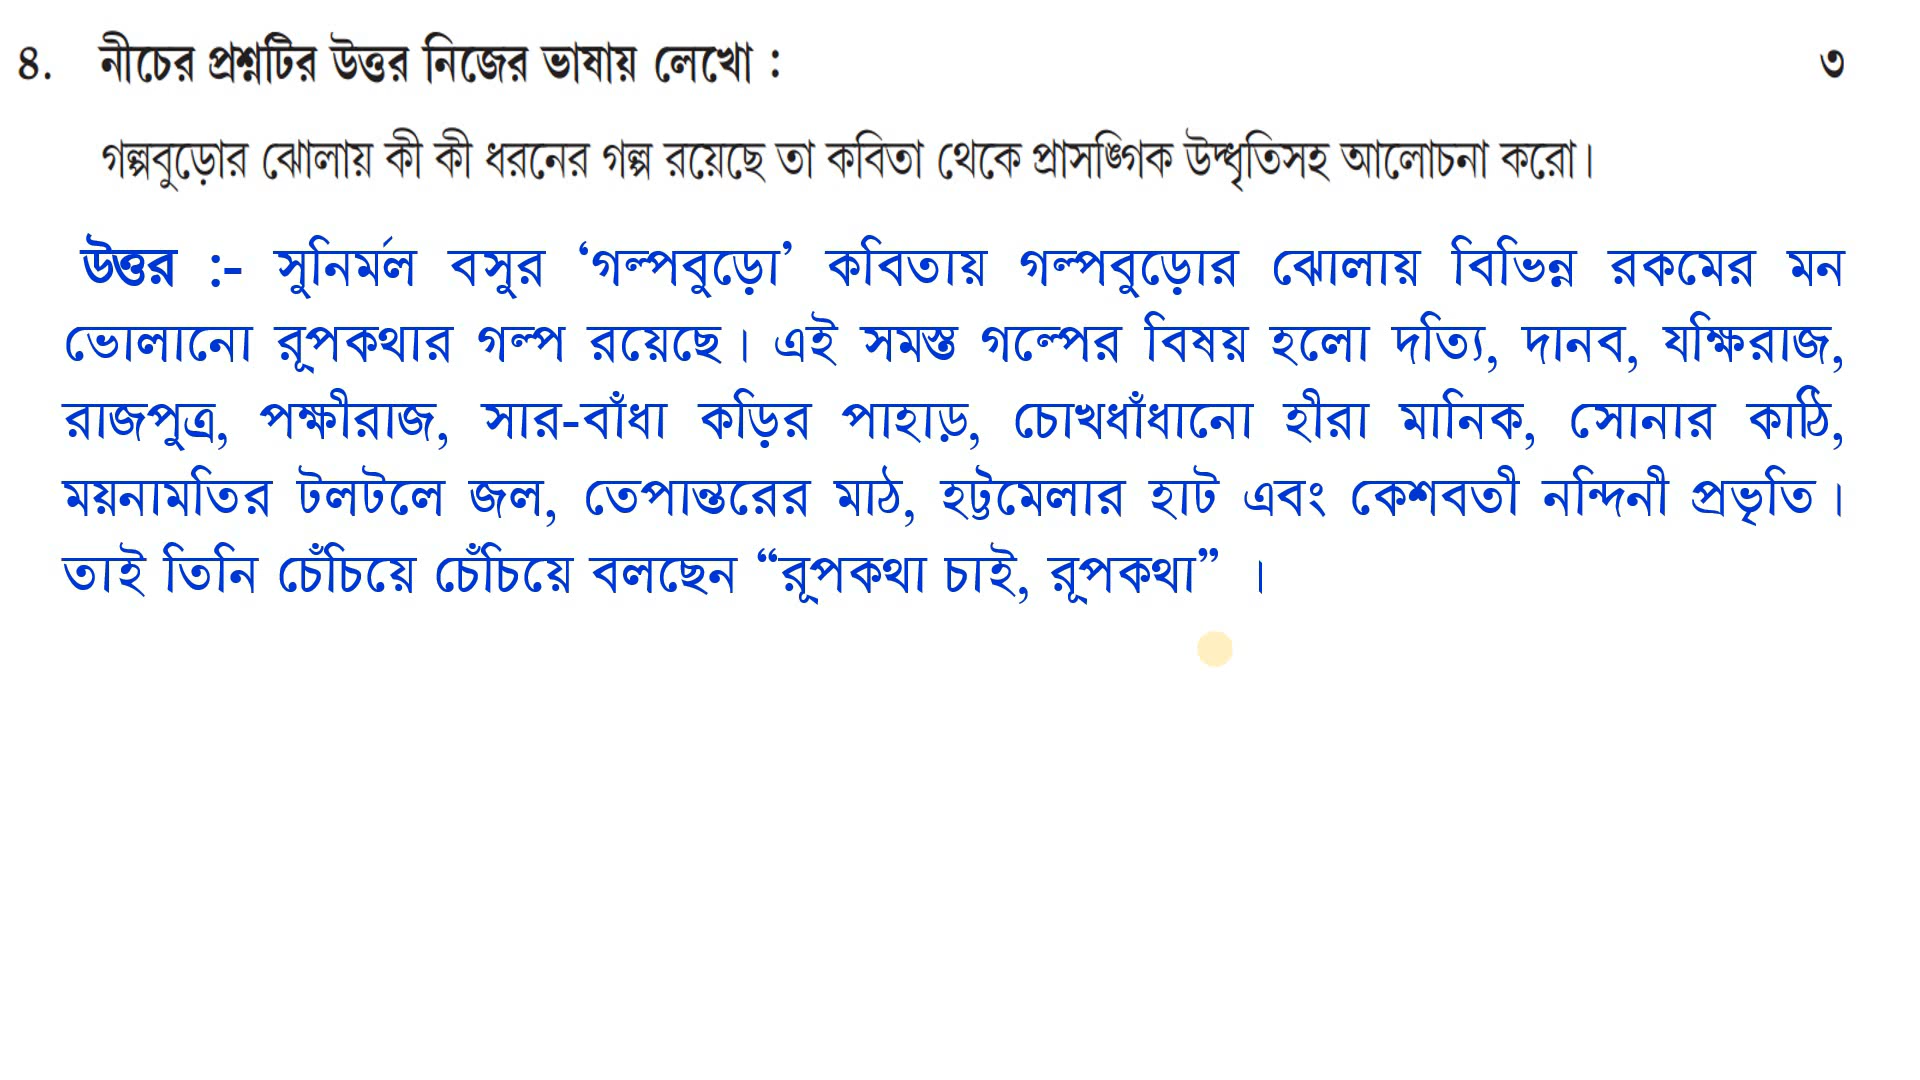 ৪. নীচের প্রশ্নটির উত্তর নিজের ভাষায় লেখো : ৩
গল্পবুড়োর ঝোলায় কী কী ধরনের গল্প রয়েছে তা কবিতা থেকে প্রাসঙ্গিক উদ্ধৃতিসহ আলোচনা করো।
উত্তর :- সুনির্মল বসুর ‘গল্পবুড়ো’ কবিতায় গল্পবুড়োর ঝোলায় বিভিন্ন রকমের মন
ভোলানো রূপকথার গল্প রয়েছে। এই সমস্ত গল্পের বিষয় হলো দত্যি, দানব, যক্ষিরাজ,
রাজপুত্র, পক্ষীরাজ, সার-বাঁধা কড়ির পাহাড়, চোখধাঁধানো হীরা মানিক, সোনার কাঠি,
ময়নামতির টলটলে জল, তেপান্তরের মাঠ, হট্টমেলার হাট এবং কেশবতী নন্দিনী প্রভৃতি।
তাই তিনি চেঁচিয়ে চেঁচিয়ে বলছেন “রূপকথা চাই, রূপকথা” ।